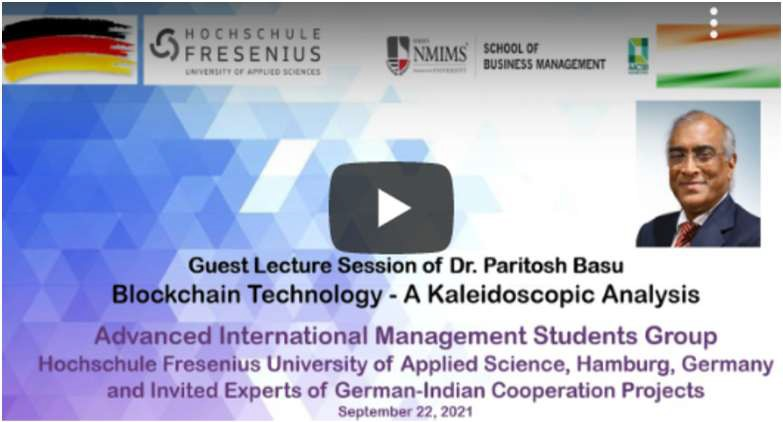 HOCHSCHULE
FRESENIUS
UNIVERSITY OF APPLIED SCIENCES
NMIMS
SCHOOL OF
BUSINESS MANAGEMENT
Guest Lecture Session of Dr. Paritosh Basu
Blockchain Technology - A Kaleidoscopic Analysis
Advanced International Management Students Group
Hochschule Fresenius University of Applied Science, Hamburg, Germany
and Invited Experts of German-Indian Cooperation Projects
September 22, 2021